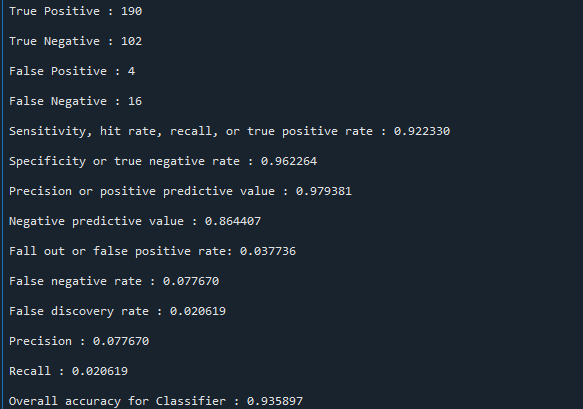 True Positive : 190
True Negative : 102
False Positive : 4
False Negative : 16
Sensitivity, hit rate, recall, or true positive rate : 0.922330
Specificity or true negative rate : 0.962264
Precision or positive predictive value : 0.979381
Negative predictive value : 0.864407
Fall out or false positive rate: 0.037736
False negative rate : 0.077670
False discovery rate : 0.020619
Precision : 0.077670
Recall : 0.020619
Overall accuracy for Classifier : 0.935897